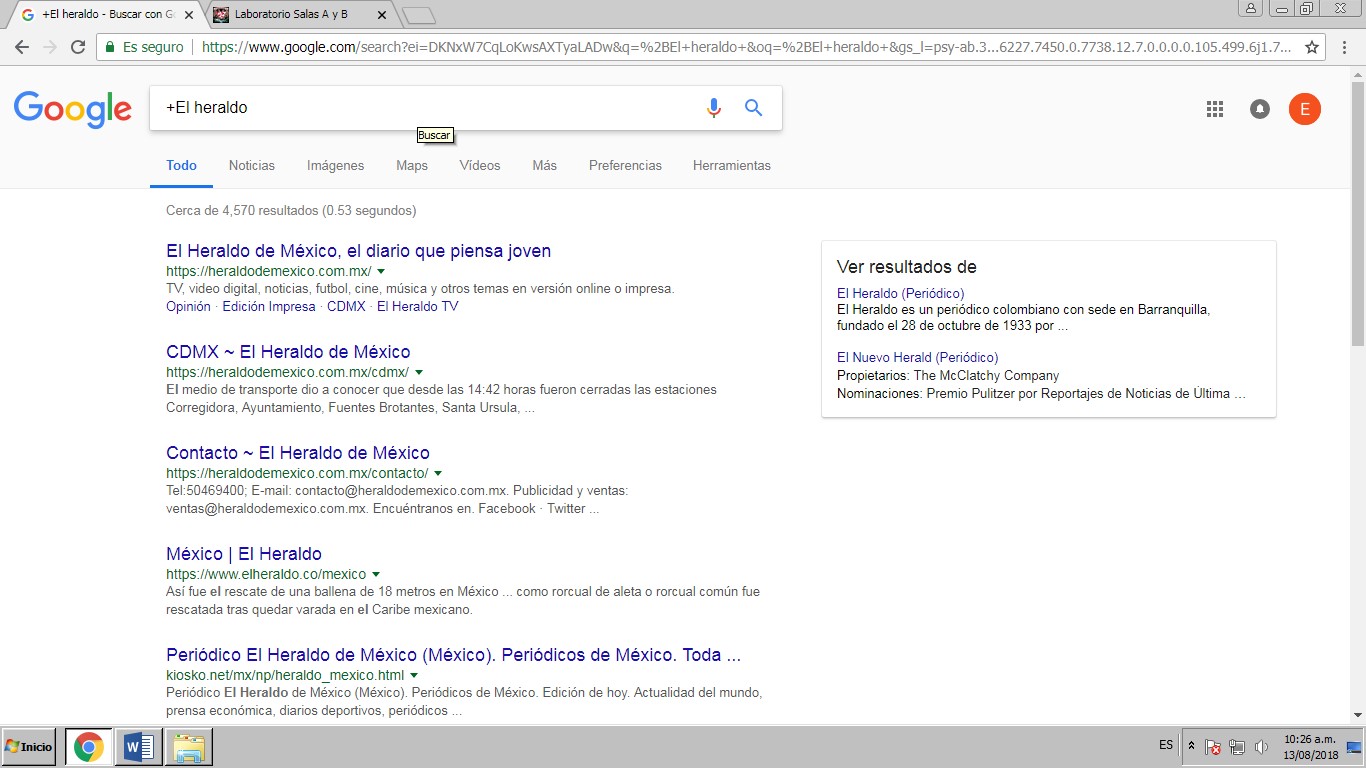 +El heraldo - Buscar con Go
Laboratorio Salas A y B
Es seguro
https://www.google.com/search?ei=DKNxW7CqLoKwsAXTyaLADw&q=%2BEl+heraldo+&oq=%2BEl+heraldo+&gs_l=psy-ab.3...6227.7450.0.7738.12.7.0.0.0.0.105.499.6j1.7...
Google
+El heraldo
E
Buscar
Todo
Noticias
Imágenes
Maps
Vídeos
Más
Preferencias
Herramientas
Cerca de 4,570 resultados (0.53 segundos)
El Heraldo de México, el diario que piensa joven
https://heraldodemexico.com.mx/
TV, video digital, noticias, futbol, cine, música y otros temas en versión online o impresa.
Opinión · Edición Impresa · CDMX · El Heraldo TV
CDMX ~ El Heraldo de México
https://heraldodemexico.com.mx/cdmx/
El medio de transporte dio a conocer que desde las 14:42 horas fueron cerradas las estaciones
Corregidora, Ayuntamiento, Fuentes Brotantes, Santa Ursula, ...
Contacto ~ El Heraldo de México
https://heraldodemexico.com.mx/contacto/
Tel:50469400; E-mail: contacto@heraldodemexico.com.mx. Publicidad y ventas:
ventas@heraldodemexico.com.mx. Encuéntranos en. Facebook · Twitter ...
México | El Heraldo
https://www.elheraldo.co/mexico
Así fue el rescate de una ballena de 18 metros en México ... como rorcual de aleta o rorcual común fue
rescatada tras quedar varada en el Caribe mexicano.
Periódico El Heraldo de México (México). Periódicos de México. Toda ...
kiosko.net/mx/np/heraldo_mexico.html
Periódico El Heraldo de México (México). Periódicos de México. Edición de hoy. Actualidad del mundo,
prensa económica, diarios deportivos, periódicos ...
Ver resultados de
El Heraldo (Periódico)
El Heraldo es un periódico colombiano con sede en Barranquilla,
fundado el 28 de octubre de 1933 por ...
El Nuevo Herald (Periódico)
Propietarios: The McClatchy Company
Nominaciones: Premio Pulitzer por Reportajes de Noticias de Última ...
Inicio
ES
10:26 a.m.
13/08/2018